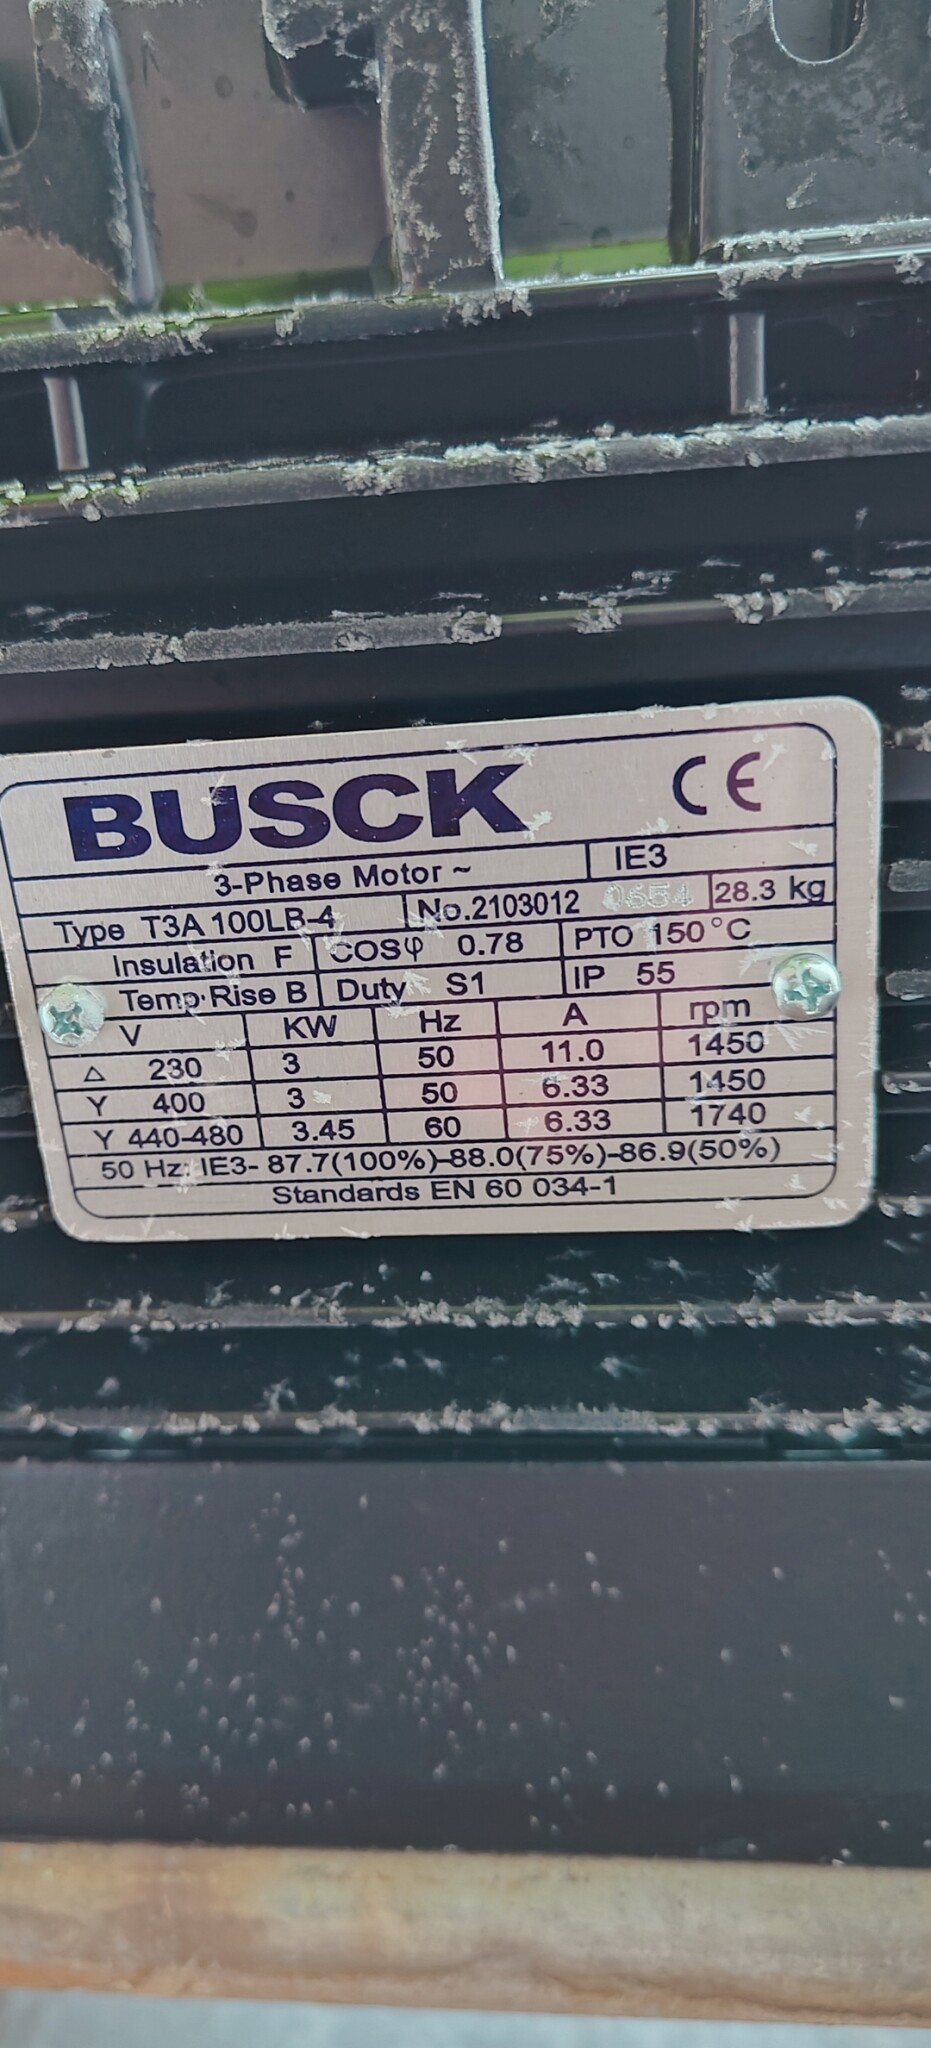 BUSCK CE
3-Phase Motor ~ IE3
Type T3A 100LB-4 No.2103012 0654 28.3 kg
Insulation F COSφ 0.78 PTO 150°C
Temp.Rise B Duty S1 IP 55
V KW Hz A rpm
△ 230 3 50 11.0 1450
Y 400 3 50 6.33 1450
Y 440-480 3.45 60 6.33 1740
50 Hz: IE3- 87.7(100%)-88.0(75%)-86.9(50%)
Standards EN 60 034-1